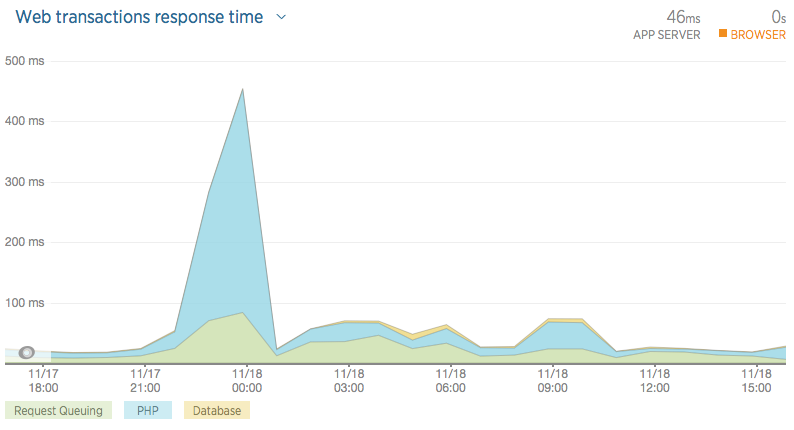 Web transactions response time
46ms
APP SERVER
0s
BROWSER
500 ms
400 ms
300 ms
200 ms
100 ms
11/17 11/17 11/18 11/18 11/18 11/18 11/18 11/18
18:00 21:00 00:00 03:00 06:00 09:00 12:00 15:00
Request Queuing PHP Database